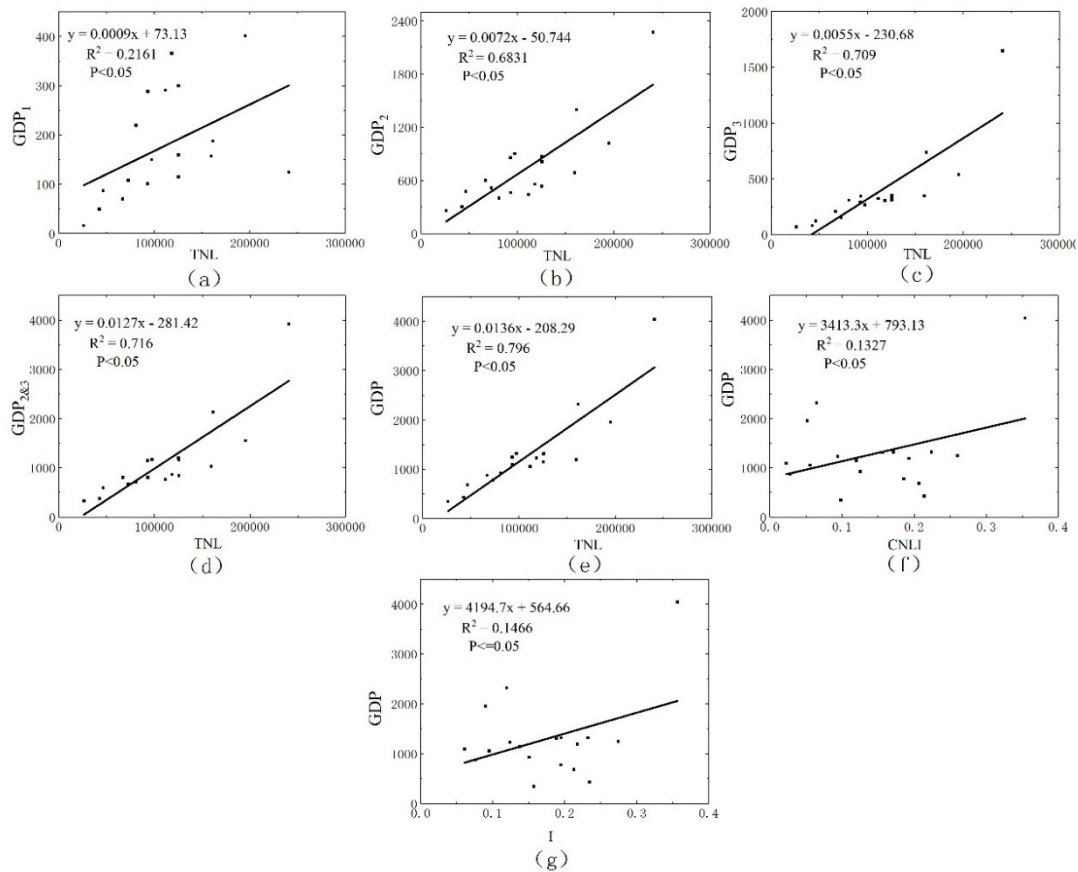 y = 0.0009x + 73.13
R² = 0.2161
P<0.05
400
300
200
100
0
GDP₁
0 100000 200000 300000
TNL
(a)
y = 0.0072x - 50.744
R² = 0.6831
P<0.05
2400
1800
1200
600
0
GDP₂
0 100000 200000 300000
TNL
(b)
y = 0.0055x - 230.68
R² = 0.709
P<0.05
2000
1500
1000
500
0
GDP₃
0 100000 200000 300000
TNL
(c)
y = 0.0127x - 281.42
R² = 0.716
P<0.05
4000
3000
2000
1000
0
GDP₂&₃
0 100000 200000 300000
TNL
(d)
y = 0.0136x - 208.29
R² = 0.796
P<0.05
4000
3000
2000
1000
0
GDP
0 100000 200000 300000
TNL
(e)
y = 3413.3x + 793.13
R² = 0.1327
P<0.05
4000
3000
2000
1000
0
GDP
0.0 0.1 0.2 0.3 0.4
CNLI
(f)
y = 4194.7x + 564.66
R² = 0.1466
P<=0.05
4000
3000
2000
1000
0
GDP
0.0 0.1 0.2 0.3 0.4
I
(g)